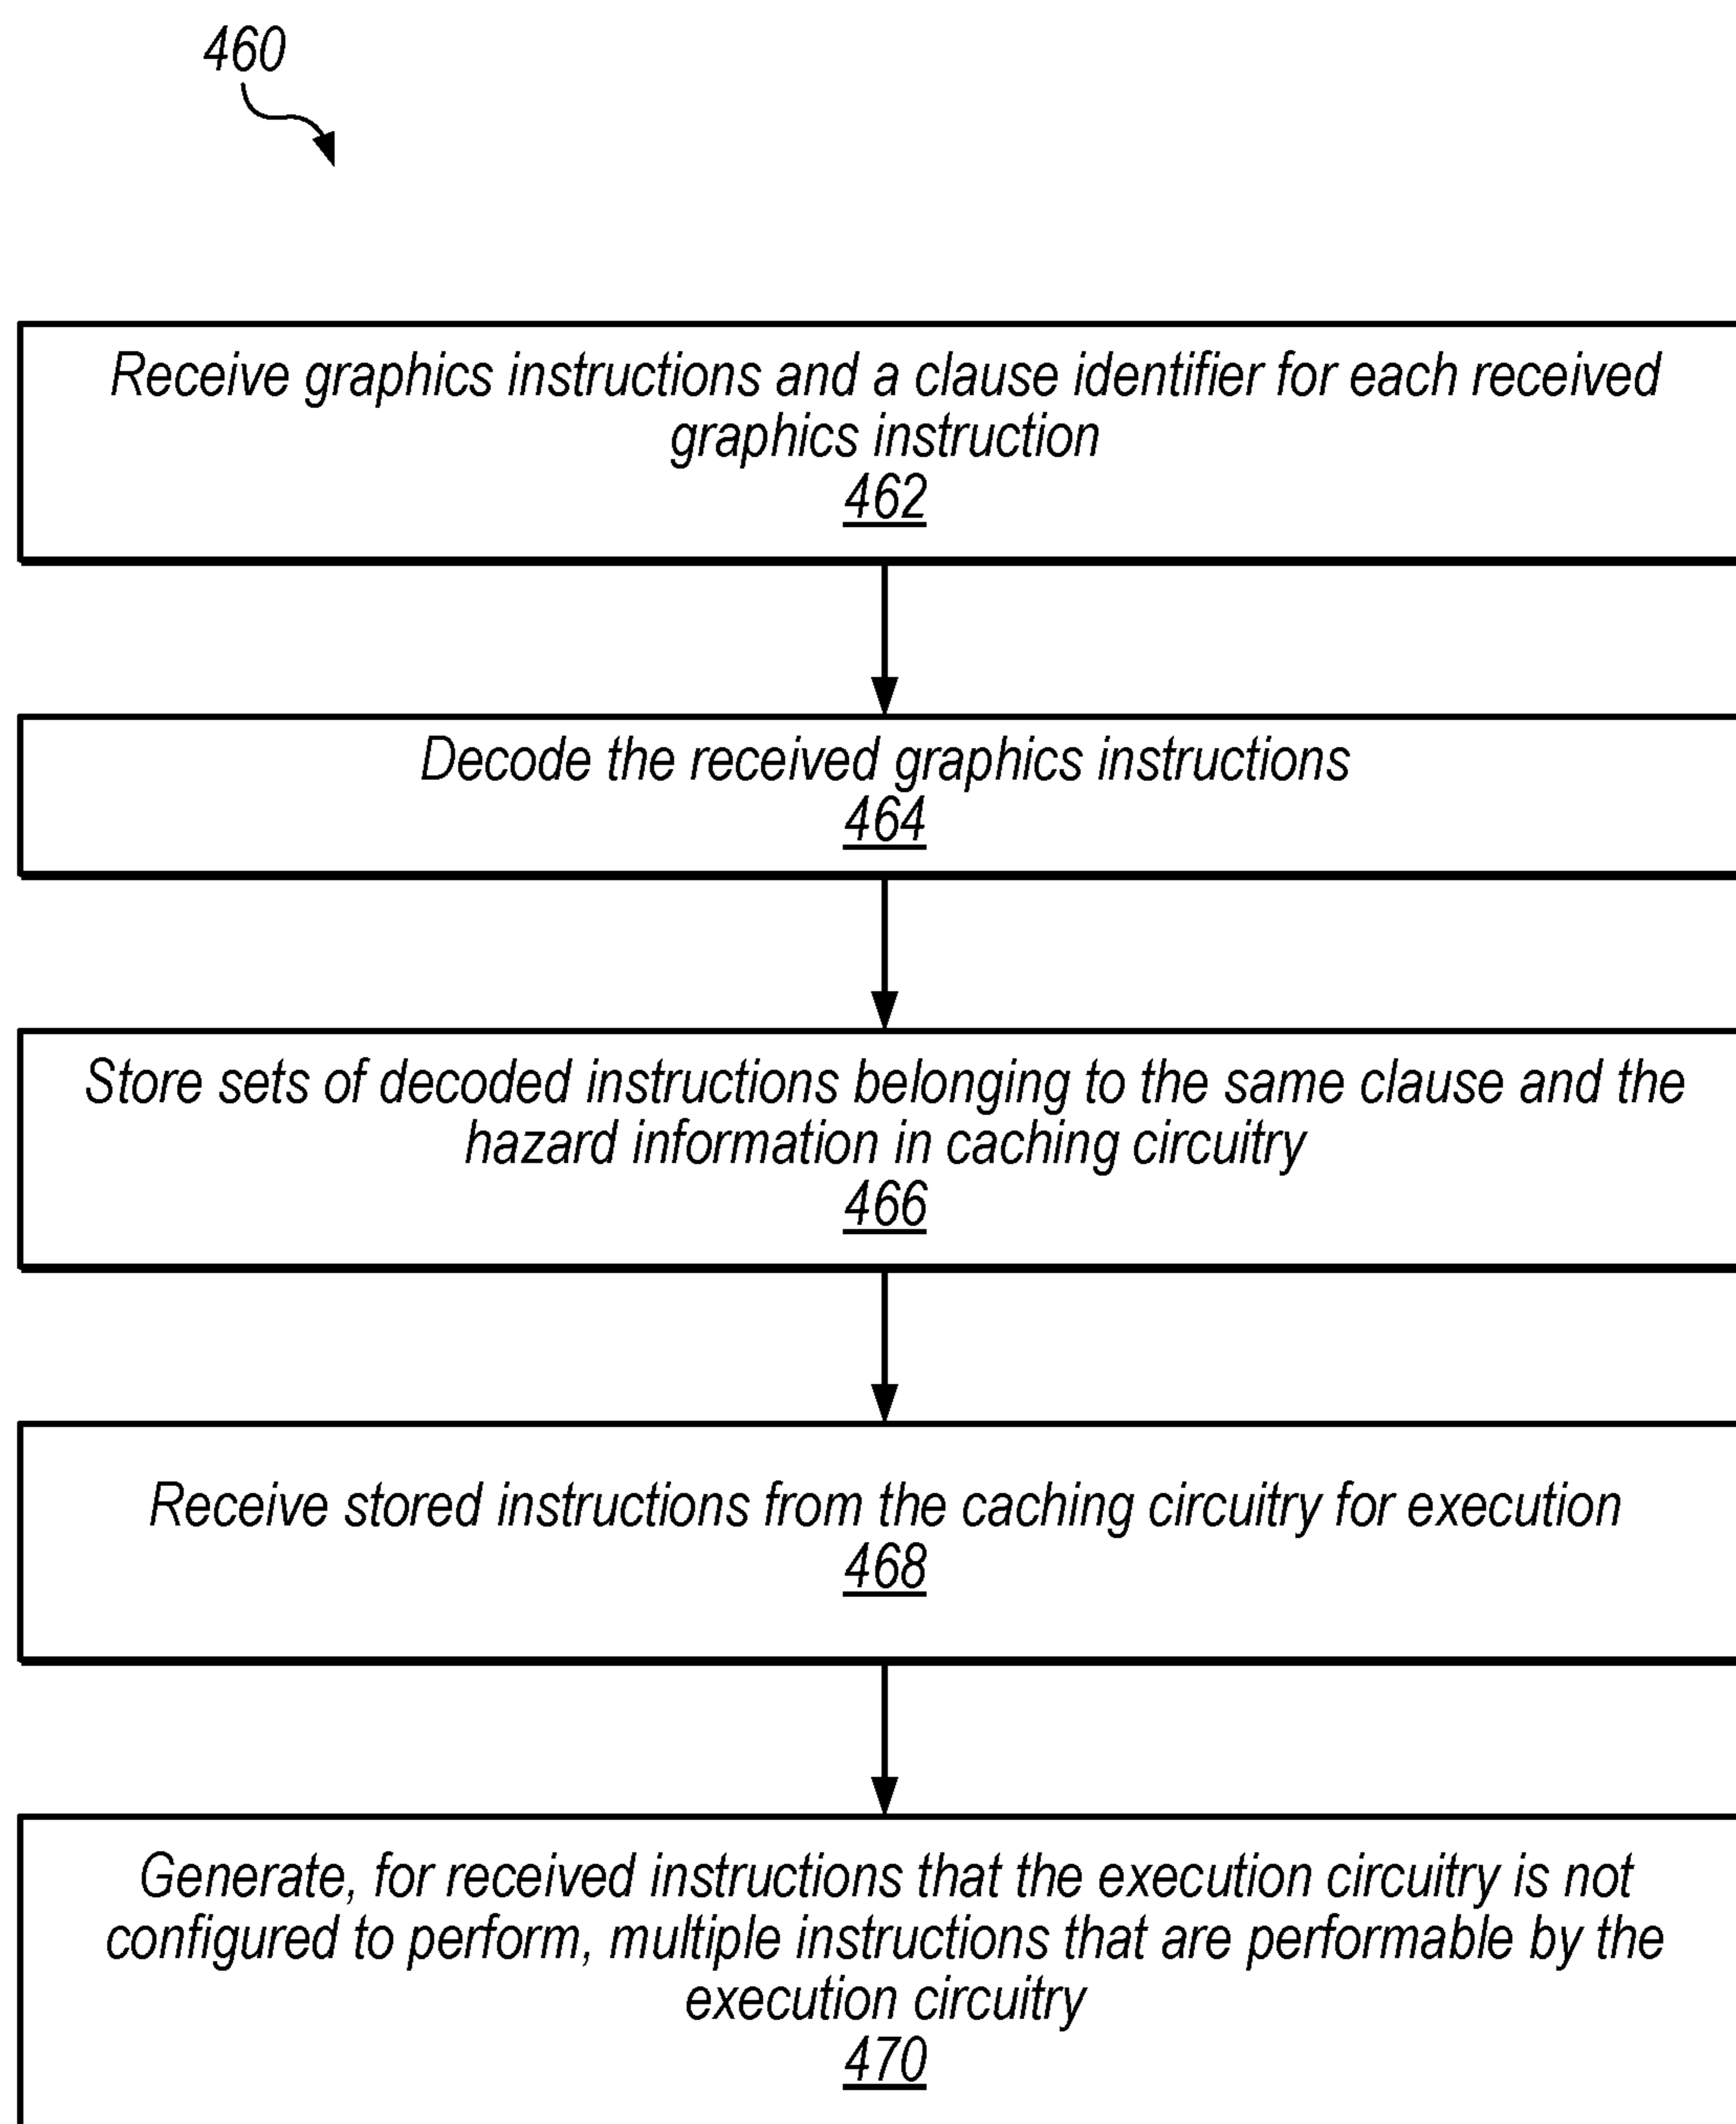 460
Receive graphics instructions and a clause identifier for each received
graphics instruction
462
Decode the received graphics instructions
464
Store sets of decoded instructions belonging to the same clause and the
hazard information in caching circuitry
466
Receive stored instructions from the caching circuitry for execution
468
Generate, for received instructions that the execution circuitry is not
configured to perform, multiple instructions that are performable by the
execution circuitry
470